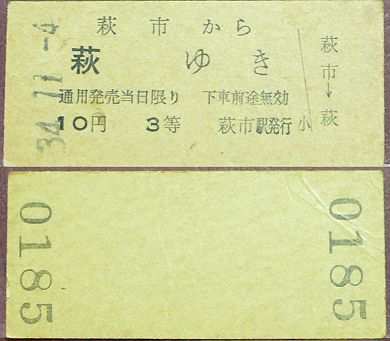 萩市から
萩ゆき
通用発売当日限り 下車前途無効
10円 3等 萩市駅発行
小
萩市→萩
34.11.-4
0185
0185